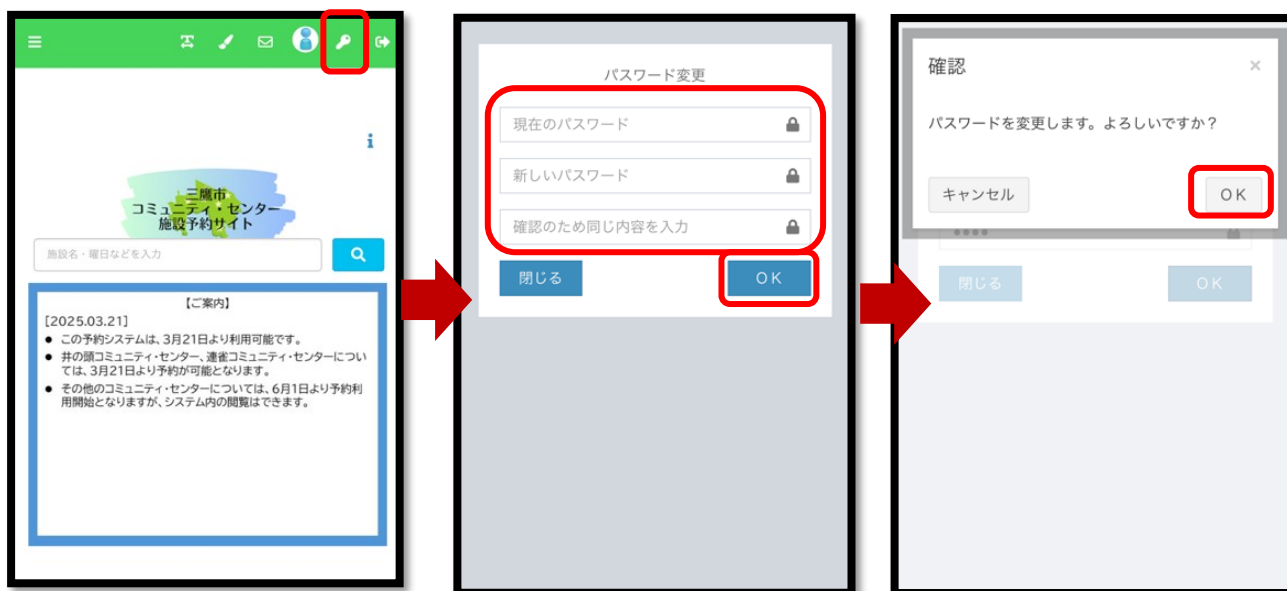 三鷹市
コミュニティ・センター
施設予約サイト
施設名・曜日などを入力
【ご案内】
[2025.03.21]
● この予約システムは、3月21日より利用可能です。
● 井の頭コミュニティ・センター、連雀コミュニティ・センターについ
ては、3月21日より予約が可能となります。
● その他のコミュニティ・センターについては、6月1日より予約利
用開始となりますが、システム内の閲覧はできます。
パスワード変更
現在のパスワード
新しいパスワード
確認のため同じ内容を入力
閉じる
ＯＫ
確認
×
パスワードを変更します。よろしいですか？
キャンセル
ＯＫ
閉じる
ＯＫ